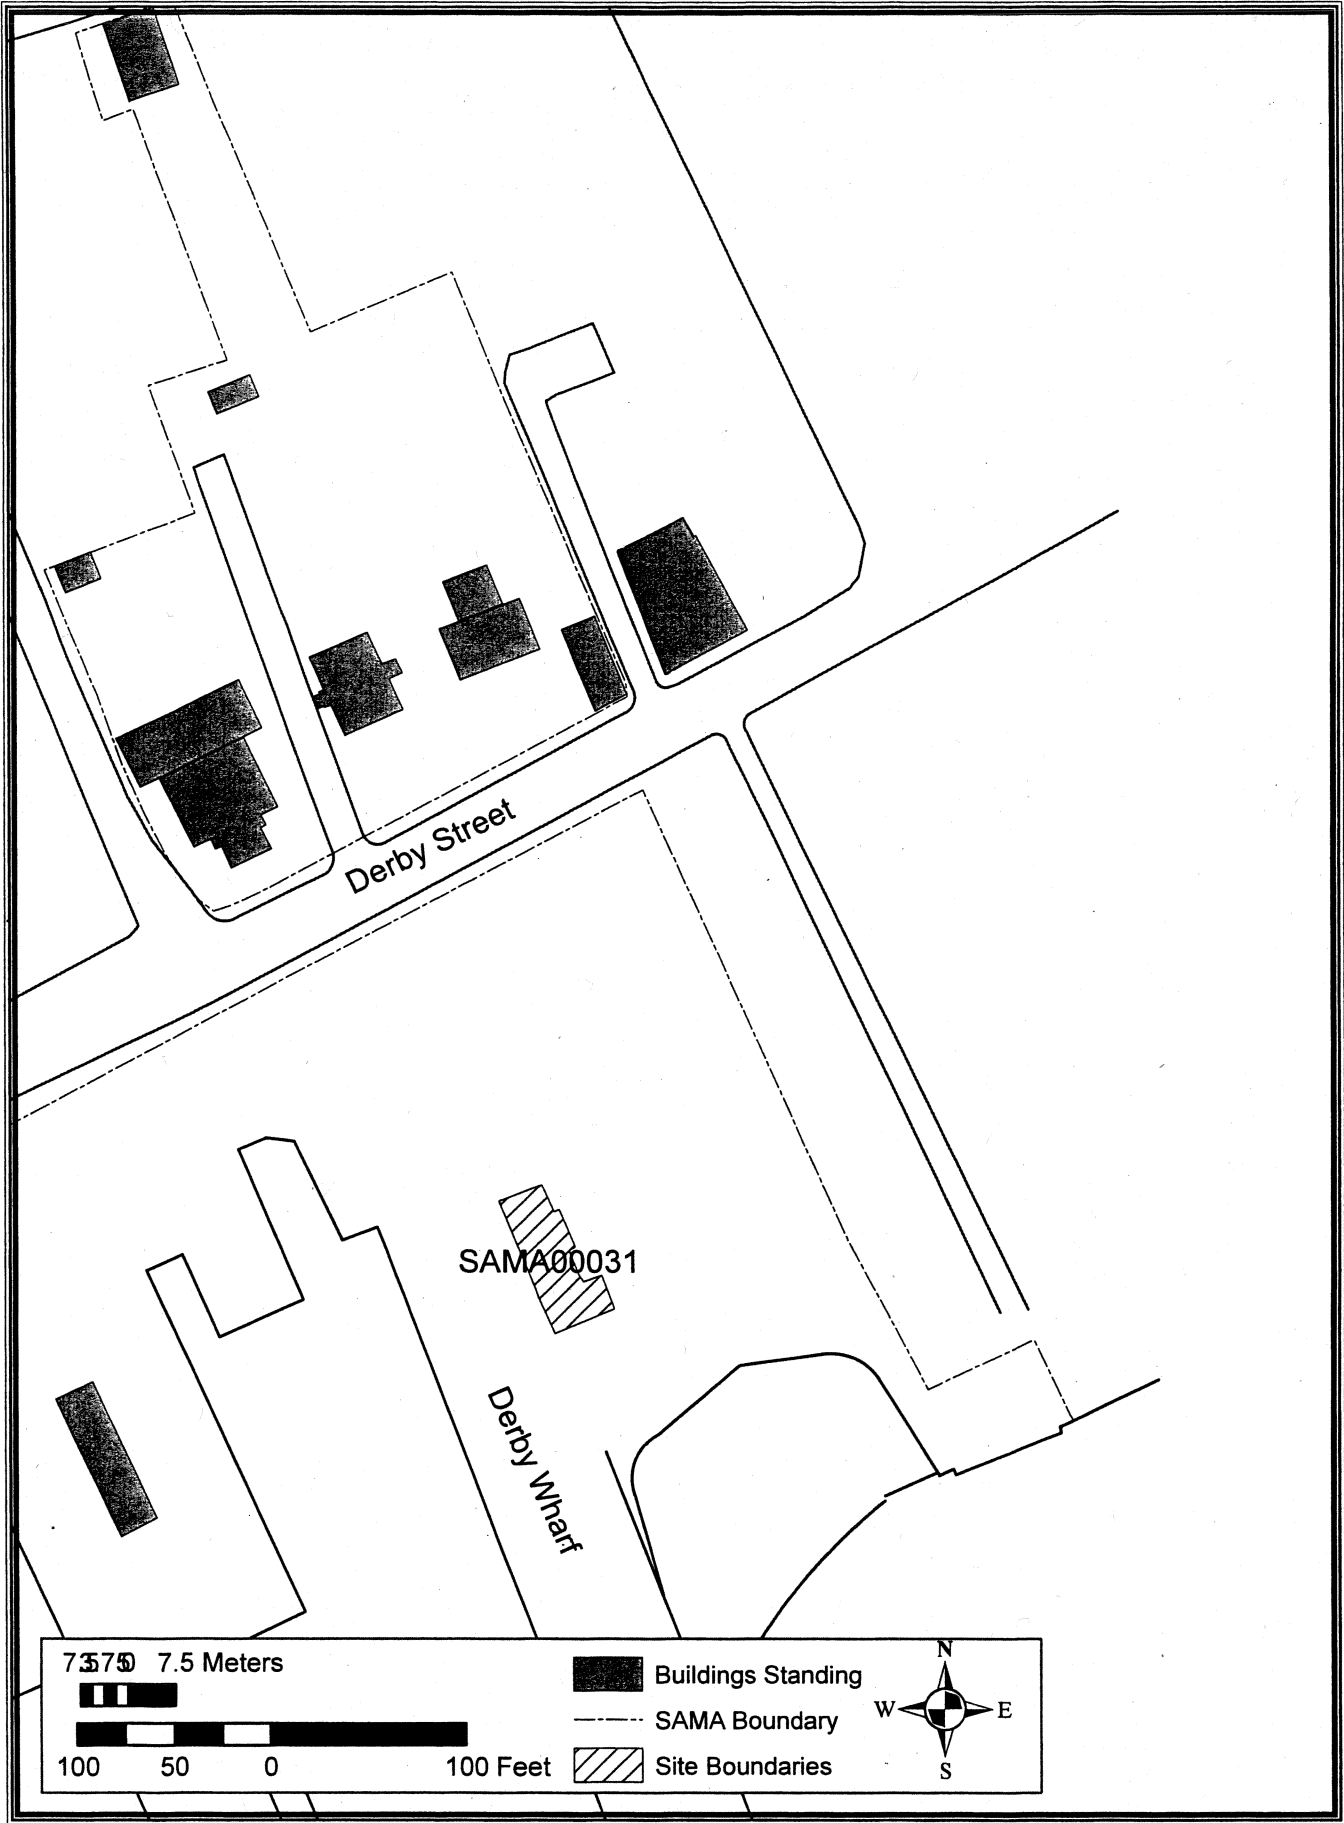 Derby Street
SAMA00031
Derby Wharf
7.5 Meters
100 50 0 100 Feet
Buildings Standing
SAMA Boundary
Site Boundaries
N
W E
S